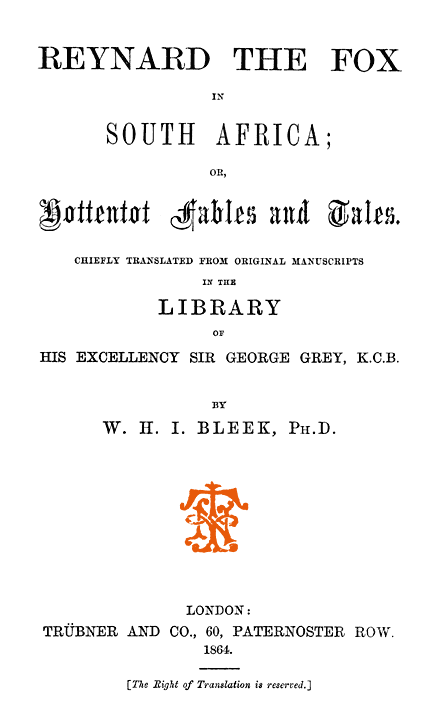 REYNARD THE FOX
IN
SOUTH AFRICA;
OR,
Hottentot Fables and Tales.
CHIEFLY TRANSLATED FROM ORIGINAL MANUSCRIPTS
IN THE
LIBRARY
OF
HIS EXCELLENCY SIR GEORGE GREY, K.C.B.
BY
W. H. I. BLEEK, PH.D.
LONDON:
TRÜBNER AND CO., 60, PATERNOSTER ROW.
1864.
[The Right of Translation is reserved.]